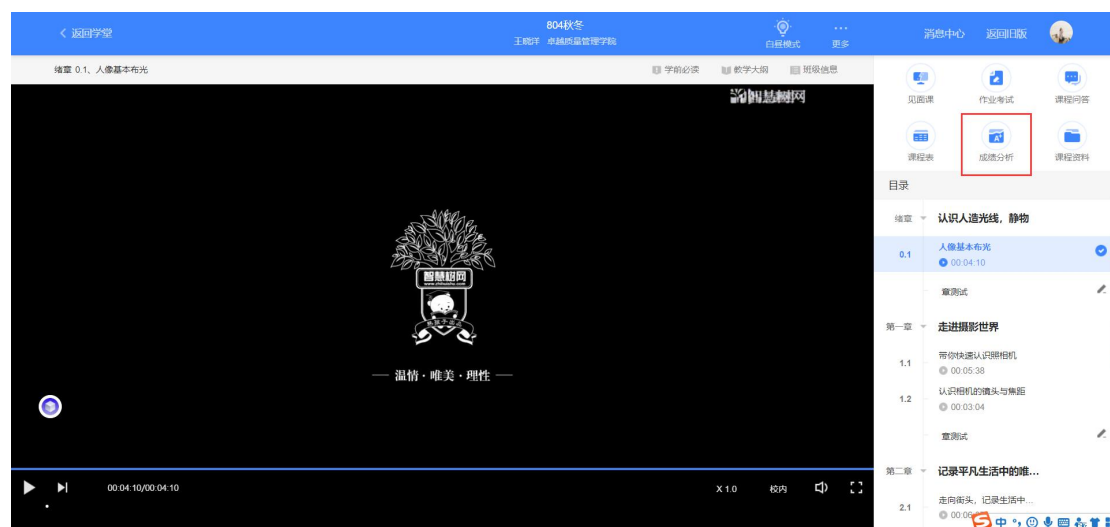 < 返回学堂
804秋冬
王晓洋 卓越质量管理学院
白昼模式
更多
消息中心
返回旧版
绪章 0.1、人像基本布光
学前必读
教学大纲
班级信息
智慧树网
见面课
作业考试
课程问答
课程表
成绩分析
课程资料
目录
绪章
认识人造光线，静物
0.1
人像基本布光
00:04:10
章测试
第一章
走进摄影世界
1.1
带你快速认识照相机
00:05:38
1.2
认识相机的镜头与焦距
00:03:04
章测试
第二章
记录平凡生活中的唯...
2.1
走向街头，记录生活中...
00:06
中
智慧树网
www.zhihuishu.com
温情·唯美·理性
00:04:10/00:04:10
X 1.0
校内